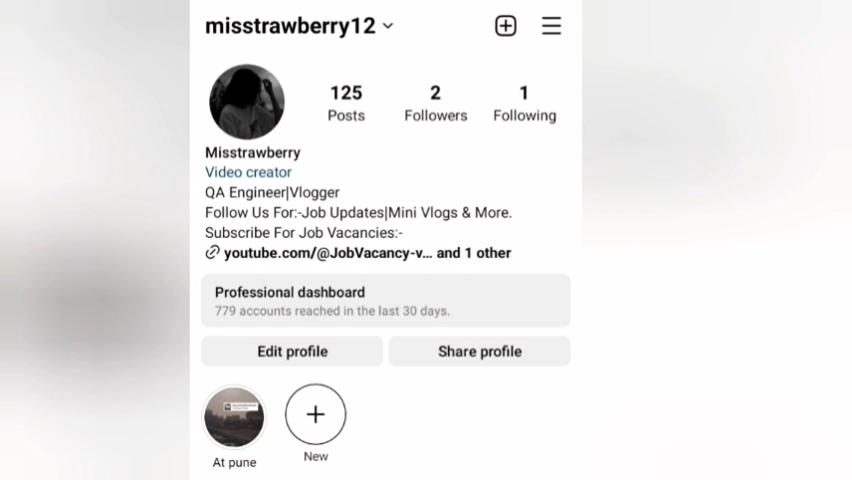 misstrawberry12
125 2 1
Posts Followers Following
Misstrawberry
Video creator
QA Engineer|Vlogger
Follow Us For:-Job Updates|Mini Vlogs & More.
Subscribe For Job Vacancies:-
youtube.com/@JobVacancy-v... and 1 other
Professional dashboard
779 accounts reached in the last 30 days.
Edit profile Share profile
At pune New